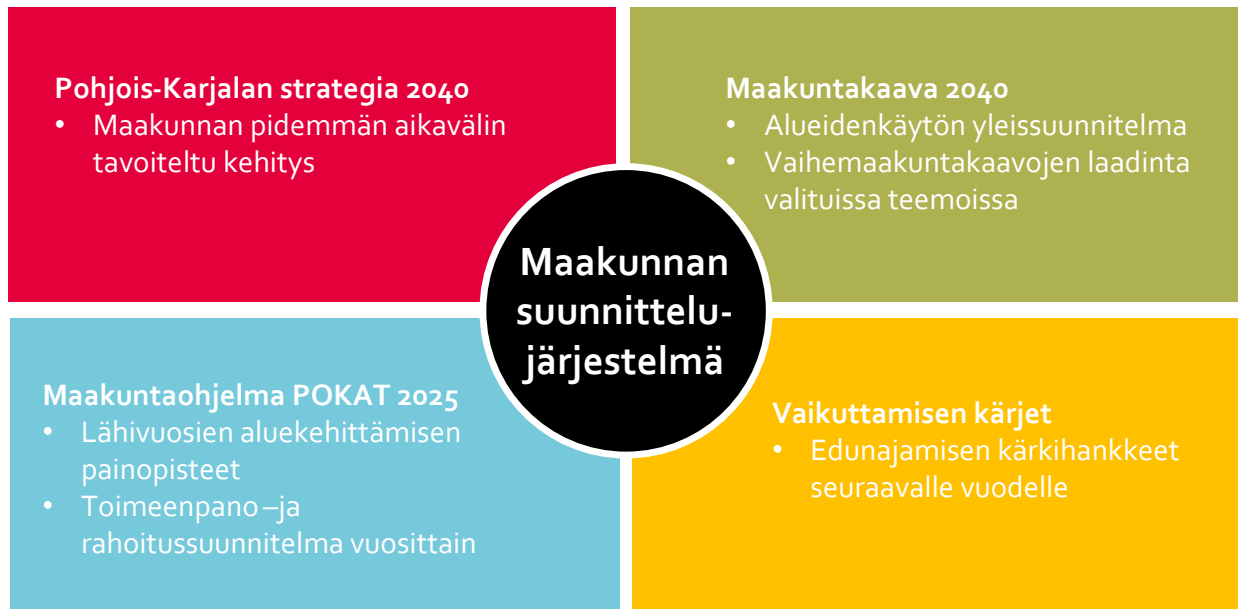 Pohjois-Karjalan strategia 2040
• Maakunnan pidemmän aikavälin
tavoiteltu kehitys
Maakuntakaava 2040
• Alueidenkäytön yleissuunnitelma
• Vaihemaakuntakaavojen laadinta
valituissa teemoissa
Maakunnan
suunnittelu-
järjestelmä
Maakuntaohjelma POKAT 2025
• Lähivuosien aluekehittämisen
painopisteet
• Toimeenpano –ja
rahoitussuunnitelma vuosittain
Vaikuttamisen kärjet
• Edunajamisen kärkihankkeet
seuraavalle vuodelle